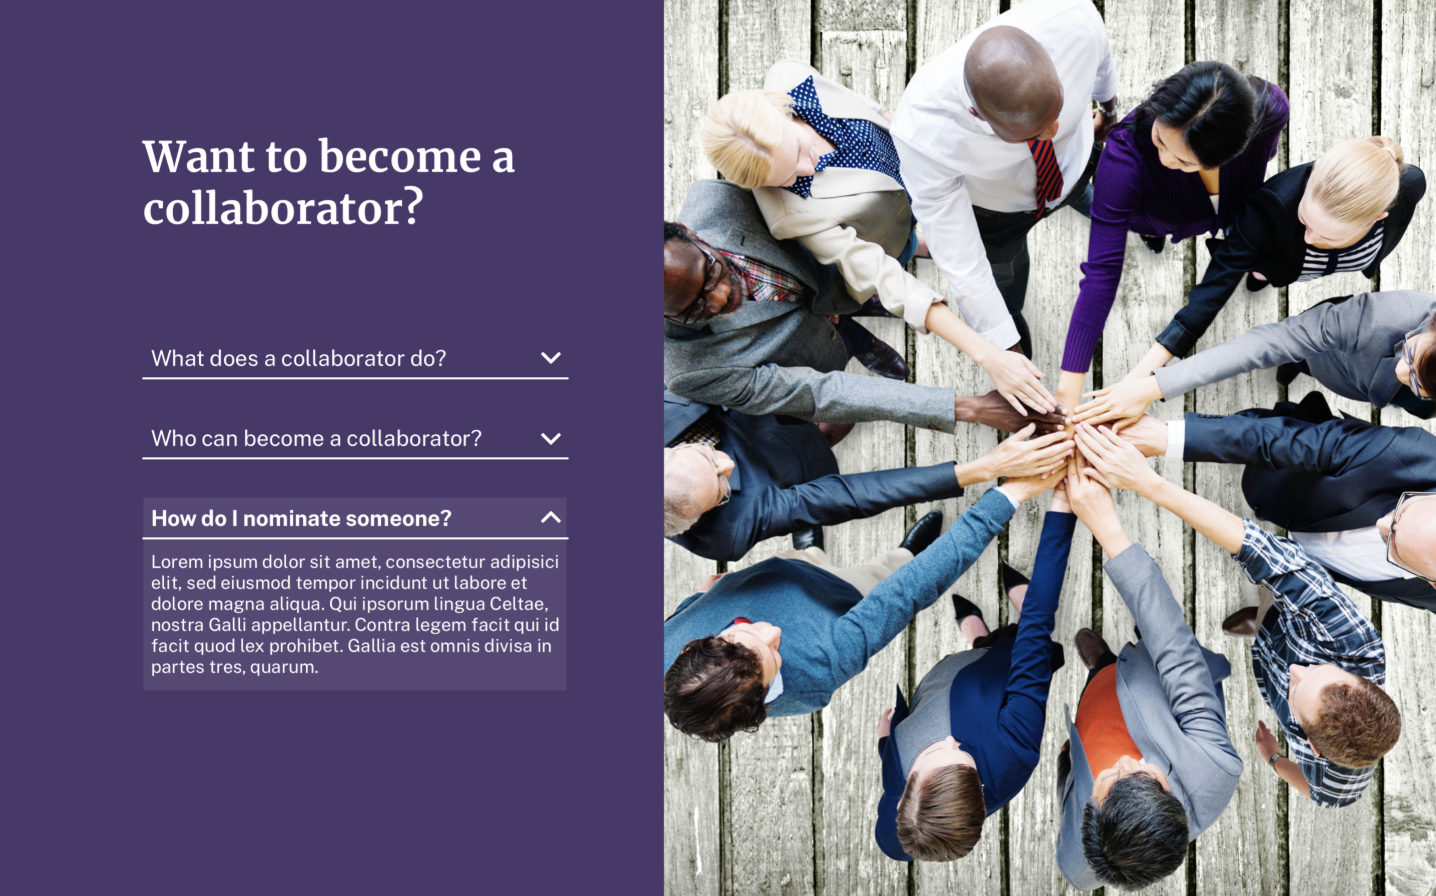 Want to become a
collaborator?
What does a collaborator do?
Who can become a collaborator?
How do I nominate someone?
Lorem ipsum dolor sit amet, consectetur adipisici
elit, sed eiusmod tempor incidunt ut labore et
dolore magna aliqua. Qui ipsorum lingua Celtae,
nostra Galli appellantur. Contra legem facit qui id
facit quod lex prohibet. Gallia est omnis divisa in
partes tres, quarum.